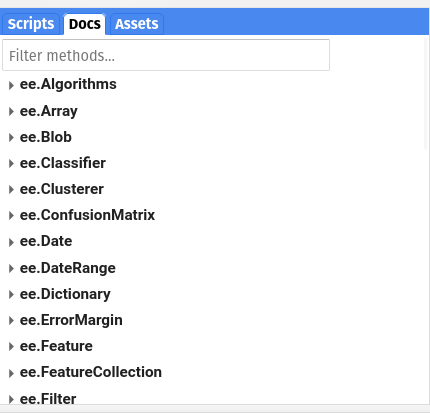 Scripts Docs Assets
Filter methods...
ee.Algorithms
ee.Array
ee.Blob
ee.Classifier
ee.Clusterer
ee.ConfusionMatrix
ee.Date
ee.DateRange
ee.Dictionary
ee.ErrorMargin
ee.Feature
ee.FeatureCollection
ee.Filter